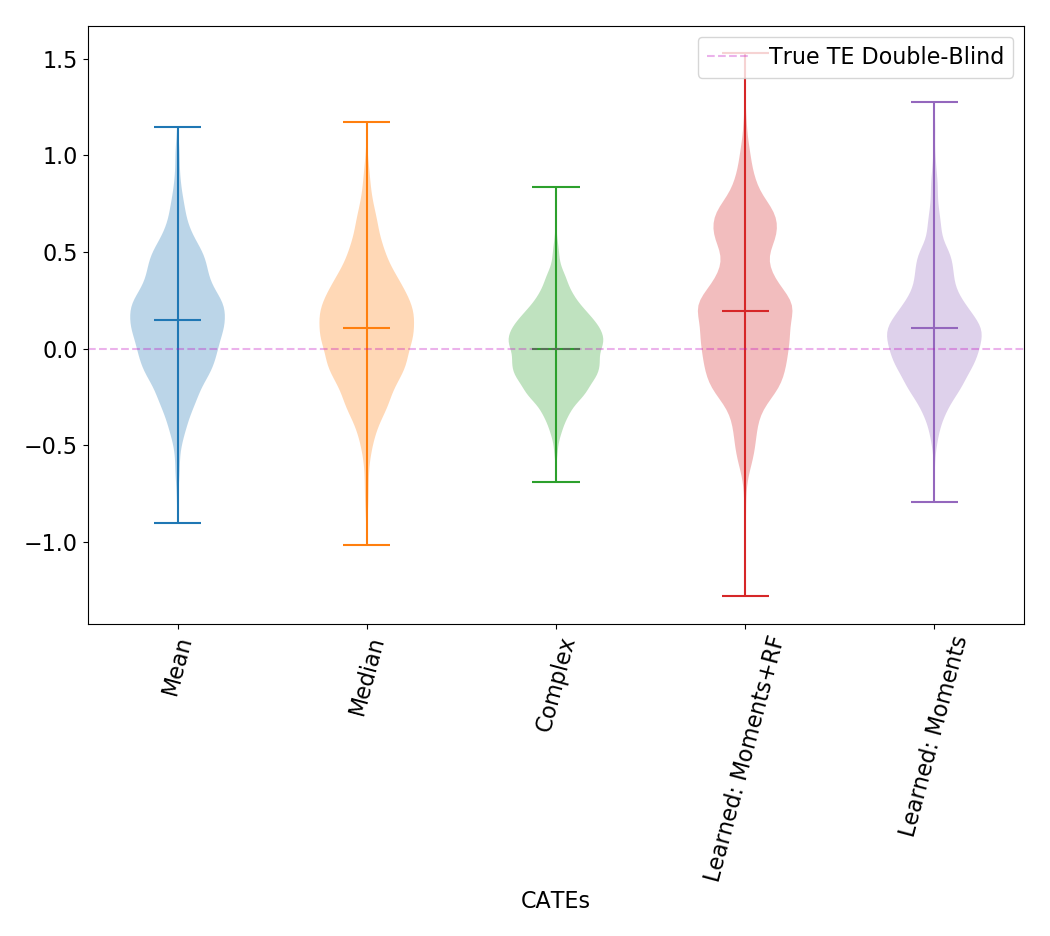 True TE Double-Blind
1.5
1.0
0.5
0.0
−0.5
−1.0
Mean
Median
Complex
Learned: Moments+RF
Learned: Moments
CATEs